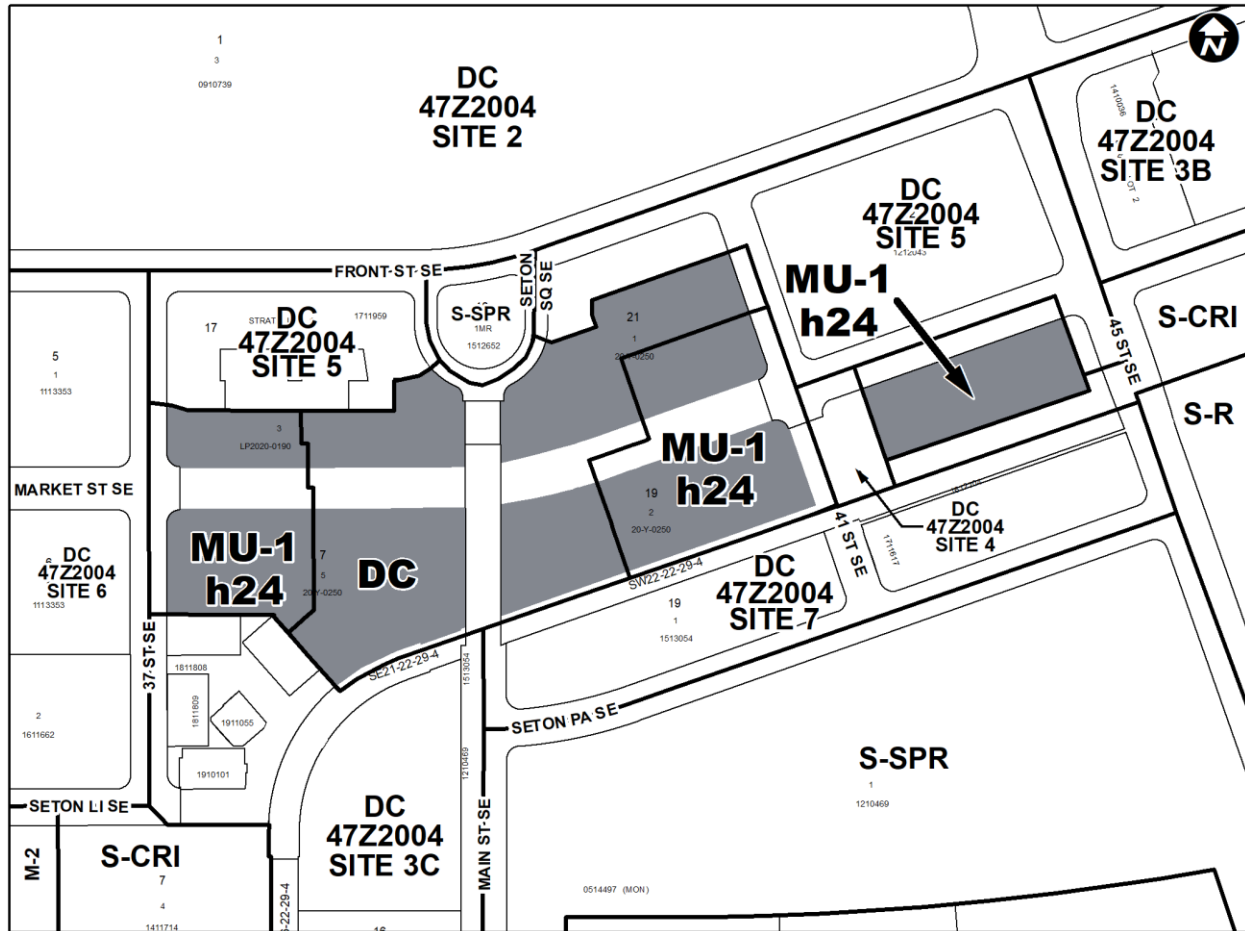 1
3
0910739
DC
47Z2004
SITE 2
N
1410036
DC
47Z2004
SITE 3B
OT 2
DC
47Z2004
SITE 5
1212043
FRONT ST SE
SETON
SQ SE
MU-1
h24
S-SPR
1MR
1512652
21
1
45 ST SE
S-CRI
17
1711959
DC
47Z2004
SITE 5
5
1
1113353
S-R
3
LP2020-0190
MU-1
h24
19
2
20-Y-0250
MARKET ST SE
MU-1
h24
7
5
DC
41 ST SE
DC
47Z2004
SITE 4
1711617
DC
47Z2004
SITE 6
1113353
SW22-22-29-4
DC
47Z2004
SITE 7
19
1
1513054
37 ST SE
SE21-22-29-4
1513054
1811808
1811809
1911055
1910101
2
1611662
SETON PA SE
1210469
S-SPR
1
1210469
SETON LI SE
DC
47Z2004
SITE 3C
MAIN ST SE
M-2
S-CRI
7
4
1411714
-22-29-4
16
0514497 (MON)